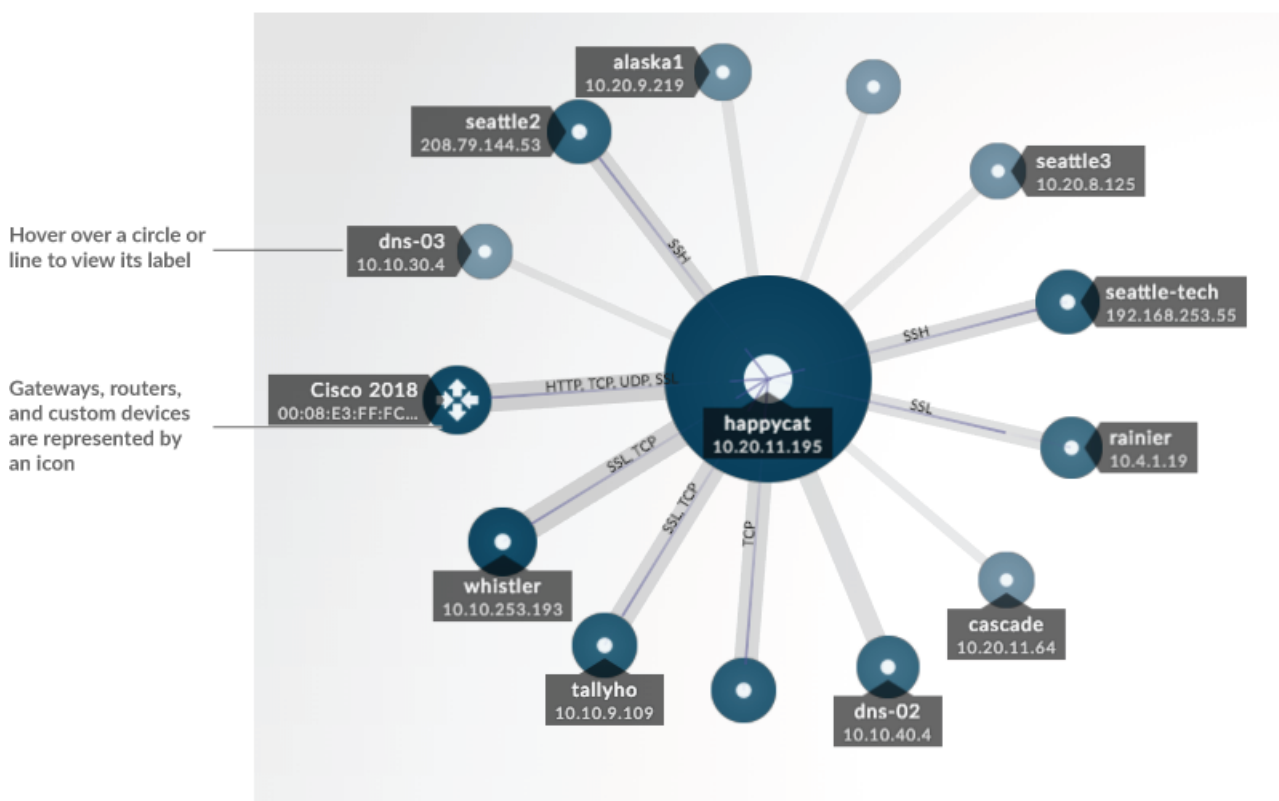 alaska1
10.20.9.219
seattle2
208.79.144.53
seattle3
10.20.8.125
Hover over a circle or
line to view its label
dns-03
10.10.30.4
SSH
seattle-tech
192.168.253.55
SSH
Gateways, routers,
and custom devices
are represented by
an icon
Cisco 2018
00:08:E3:FF:FC...
HTTP, TCP, UDP, SSL
happycat
10.20.11.195
SSL
rainier
10.4.1.19
SSL, TCP
SSL, TCP
TCP
whistler
10.10.253.193
cascade
10.20.11.64
tallyho
10.10.9.109
dns-02
10.10.40.4